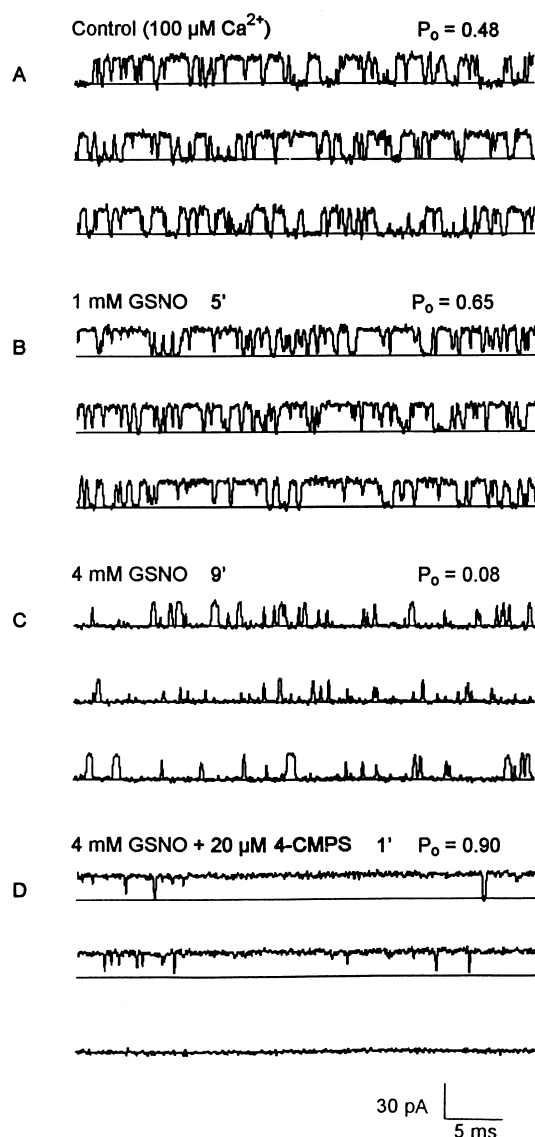 Control (100 µM Ca²⁺) Pₒ = 0.48
A
1 mM GSNO 5' Pₒ = 0.65
B
4 mM GSNO 9' Pₒ = 0.08
C
4 mM GSNO + 20 µM 4-CMPS 1' Pₒ = 0.90
D
30 pA
5 ms